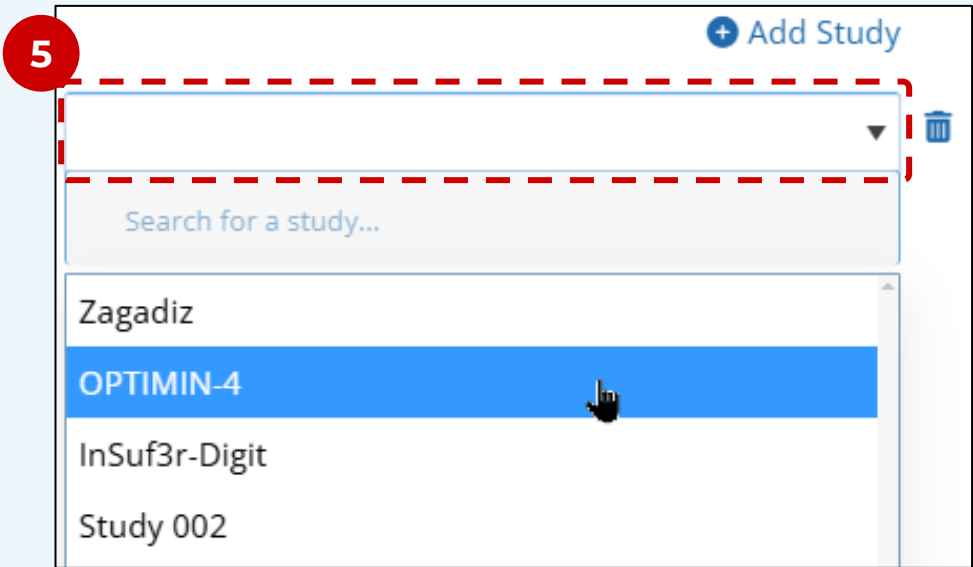 5
Add Study
Search for a study...
Zagadiz
OPTIMIN-4
InSuf3r-Digit
Study 002